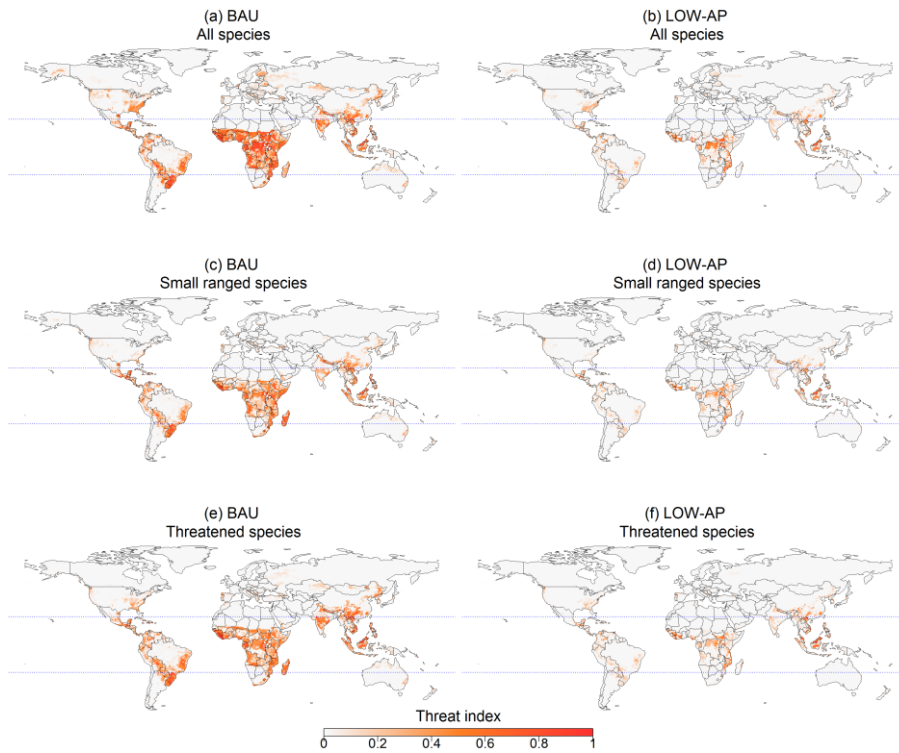 (a) BAU
All species
(b) LOW-AP
All species
(c) BAU
Small ranged species
(d) LOW-AP
Small ranged species
(e) BAU
Threatened species
(f) LOW-AP
Threatened species
Threat index
0 0.2 0.4 0.6 0.8 1